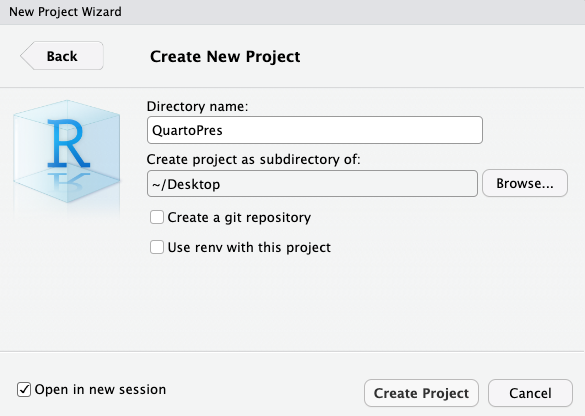 New Project Wizard
Back
Create New Project
R
Directory name:
QuartoPres
Create project as subdirectory of:
~/Desktop
Browse...
Create a git repository
Use renv with this project
Open in new session
Create Project
Cancel